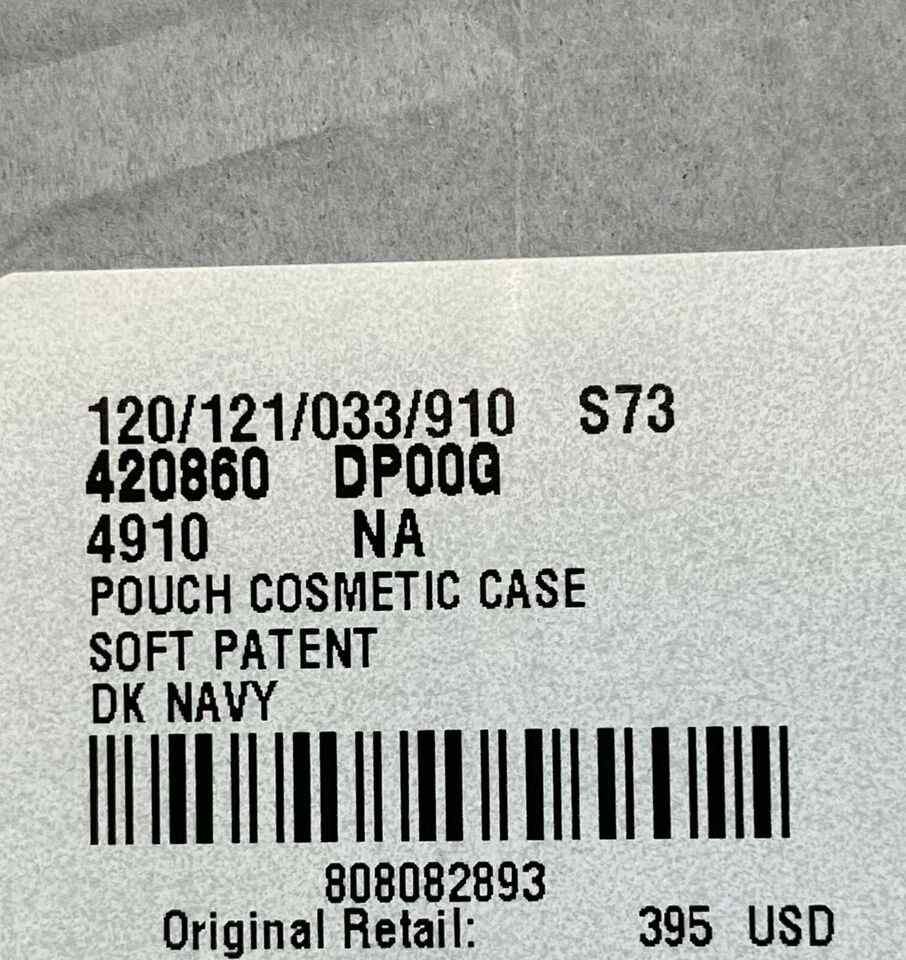 120/121/033/910 S73
420860 DP00G
4910 NA
POUCH COSMETIC CASE
SOFT PATENT
DK NAVY
808082893
Original Retail: 395 USD